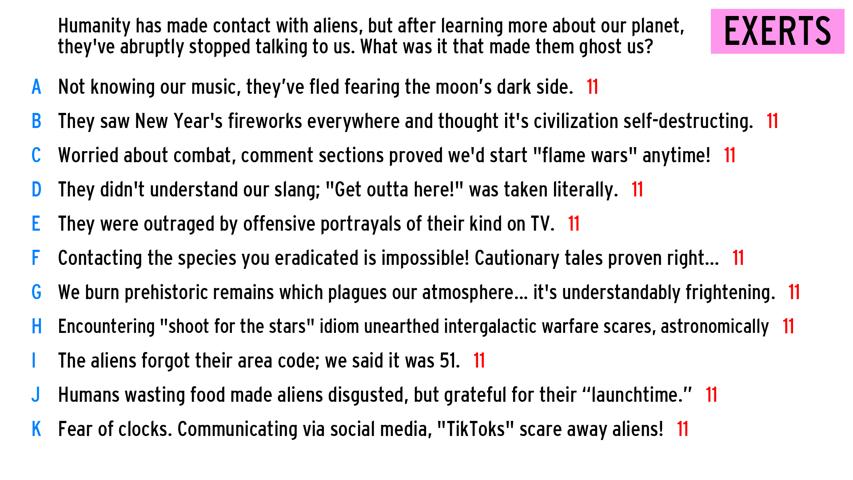 Humanity has made contact with aliens, but after learning more about our planet,
they've abruptly stopped talking to us. What was it that made them ghost us?
EXERTS
A Not knowing our music, they’ve fled fearing the moon’s dark side. 11
B They saw New Year's fireworks everywhere and thought it's civilization self-destructing. 11
C Worried about combat, comment sections proved we'd start "flame wars" anytime! 11
D They didn't understand our slang; "Get outta here!" was taken literally. 11
E They were outraged by offensive portrayals of their kind on TV. 11
F Contacting the species you eradicated is impossible! Cautionary tales proven right... 11
G We burn prehistoric remains which plagues our atmosphere... it's understandably frightening. 11
H Encountering "shoot for the stars" idiom unearthed intergalactic warfare scares, astronomically 11
I The aliens forgot their area code; we said it was 51. 11
J Humans wasting food made aliens disgusted, but grateful for their “launchtime.” 11
K Fear of clocks. Communicating via social media, "TikToks" scare away aliens! 11